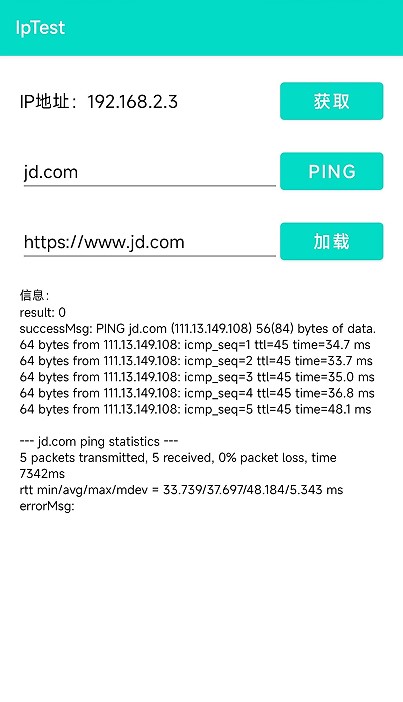 IpTest
IP地址：192.168.2.3
获取
jd.com
PING
https://www.jd.com
加载
信息：
result: 0
successMsg: PING jd.com (111.13.149.108) 56(84) bytes of data.
64 bytes from 111.13.149.108: icmp_seq=1 ttl=45 time=34.7 ms
64 bytes from 111.13.149.108: icmp_seq=2 ttl=45 time=33.7 ms
64 bytes from 111.13.149.108: icmp_seq=3 ttl=45 time=35.0 ms
64 bytes from 111.13.149.108: icmp_seq=4 ttl=45 time=36.8 ms
64 bytes from 111.13.149.108: icmp_seq=5 ttl=45 time=48.1 ms
--- jd.com ping statistics ---
5 packets transmitted, 5 received, 0% packet loss, time
7342ms
rtt min/avg/max/mdev = 33.739/37.697/48.184/5.343 ms
errorMsg: